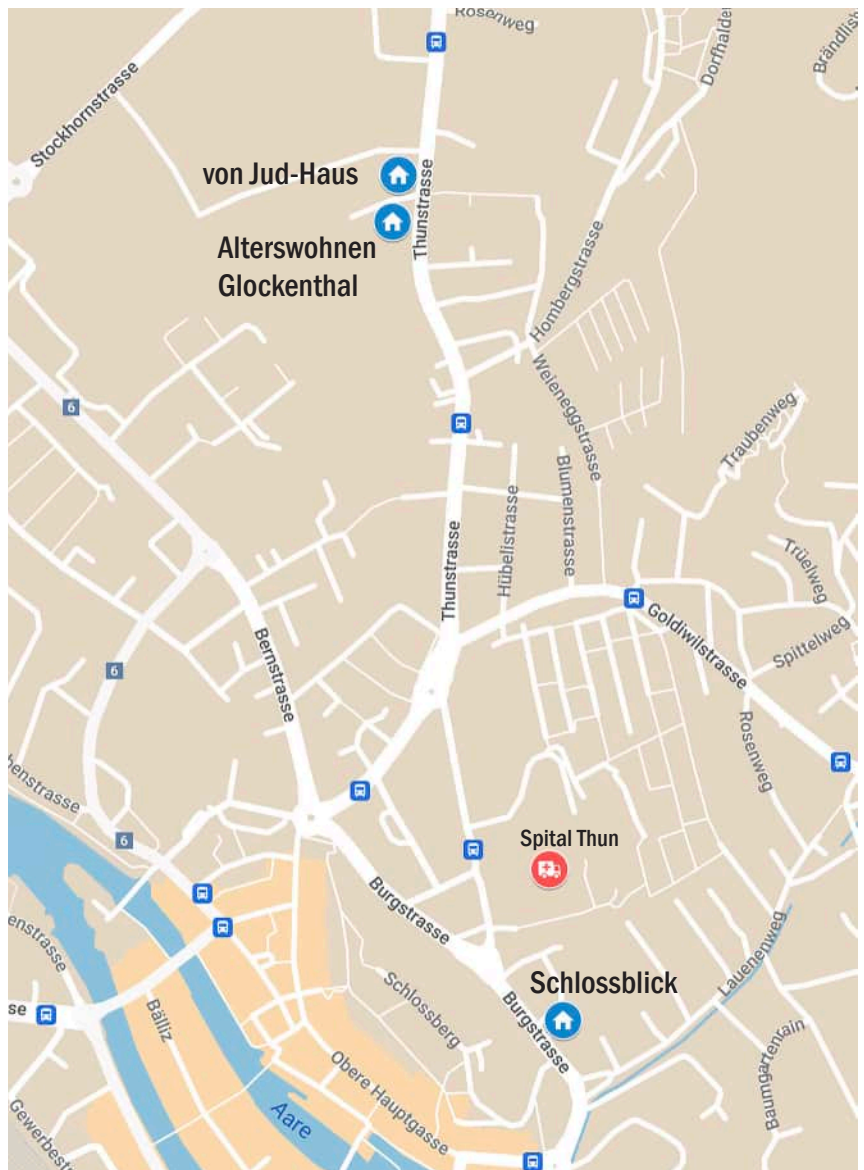 Rosenweg
Dorfhalde
Brändlish
Stockhornstrasse
von Jud-Haus
Thunstrasse
Alterswohnen
Glockenthal
Hombergstrasse
Weieneggstrasse
6
Traubenweg
Blumenstrasse
Hübelistrasse
Thunstrasse
Trüelweg
Goldiwilstrasse
Spittelweg
Bernstrasse
6
Rosenweg
henstrasse
6
Spital Thun
Burgstrasse
Lauenenweg
enstrasse
Schlossblick
Schlossberg
Burgstrasse
se
Bälliz
Baumgartenrain
Obere Hauptgasse
Aare
Gewerbestr